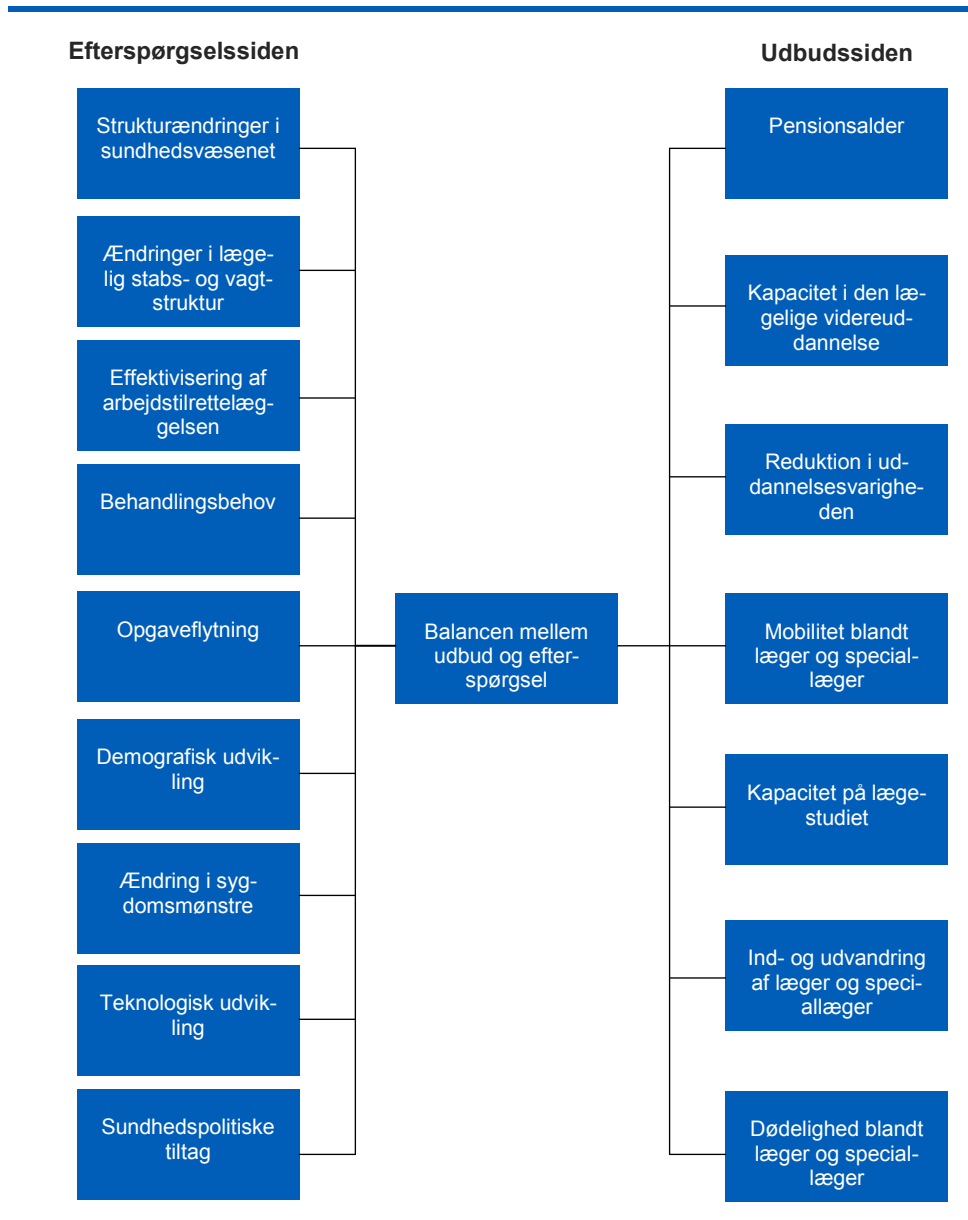 Efterspørgselssiden
Strukturændringer i
sundhedsvæsenet
Ændringer i læge-
lig stabs- og vagt-
struktur
Effektivisering af
arbejdstilrettelæg-
gelsen
Behandlingsbehov
Opgaveflytning
Demografisk udvik-
ling
Ændring i syg-
domsmønstre
Teknologisk udvik-
ling
Sundhedspolitiske
tiltag
Balancen mellem
udbud og efter-
spørgsel
Udbudssiden
Pensionsalder
Kapacitet i den læ-
gelige videreud-
dannelse
Reduktion i ud-
dannelsesvarighe-
den
Mobilitet blandt
læger og special-
læger
Kapacitet på læge-
studiet
Ind- og udvandring
af læger og speci-
allæger
Dødelighed blandt
læger og special-
læger